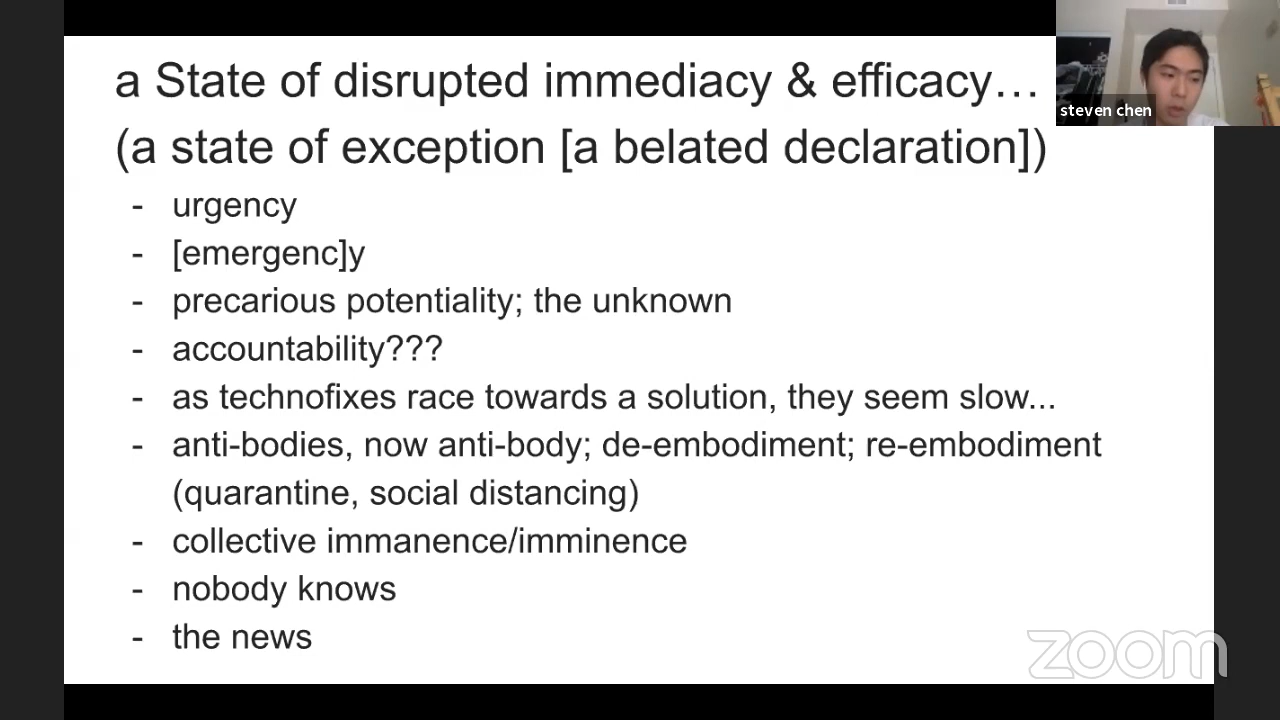 a State of disrupted immediacy & efficacy…
(a state of exception [a belated declaration])
- urgency
- [emergenc]y
- precarious potentiality; the unknown
- accountability???
- as technofixes race towards a solution, they seem slow...
- anti-bodies, now anti-body; de-embodiment; re-embodiment
(quarantine, social distancing)
- collective immanence/imminence
- nobody knows
- the news
steven chen
zoom